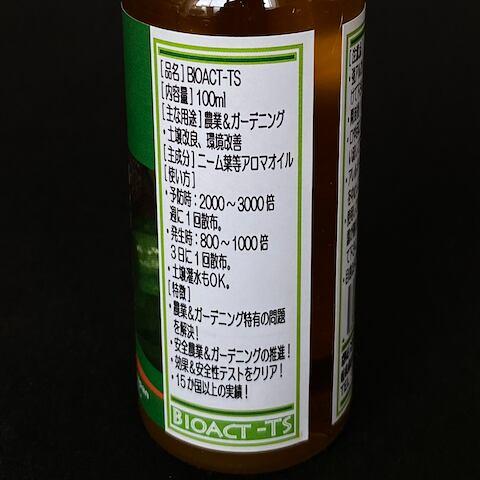 [品名] BIOACT-TS
[内容量] 100ml
[主な用途] 農業&ガーデニング
・土壌改良、環境改善
[主成分] ニーム葉等アロマオイル
[使い方]
・予防時：2000～3000倍
週に1回散布。
・発生時：800～1000倍
3日に1回散布。
・土壌灌水もOK。
[特徴]
・農業&ガーデニング特有の問題
を解決！
・安全農業&ガーデニングの推進！
・効果&安全性テストをクリア！
・15か国以上の実績！
BIOACT-TS